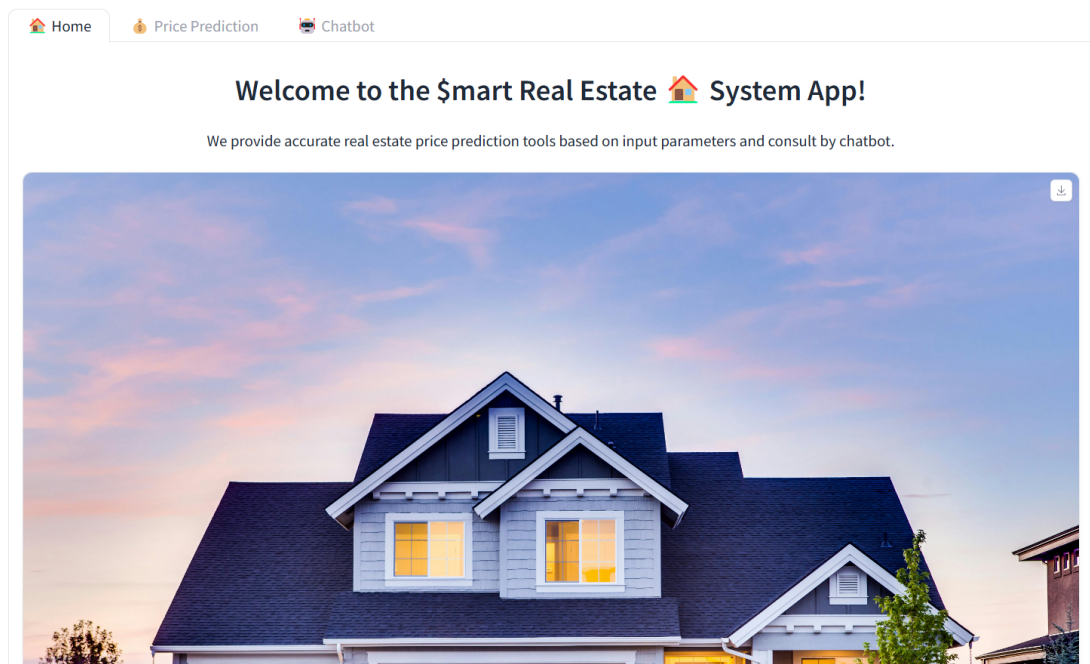 🏠 Home
💰 Price Prediction
🤖 Chatbot
Welcome to the $mart Real Estate 🏠 System App!
We provide accurate real estate price prediction tools based on input parameters and consult by chatbot.